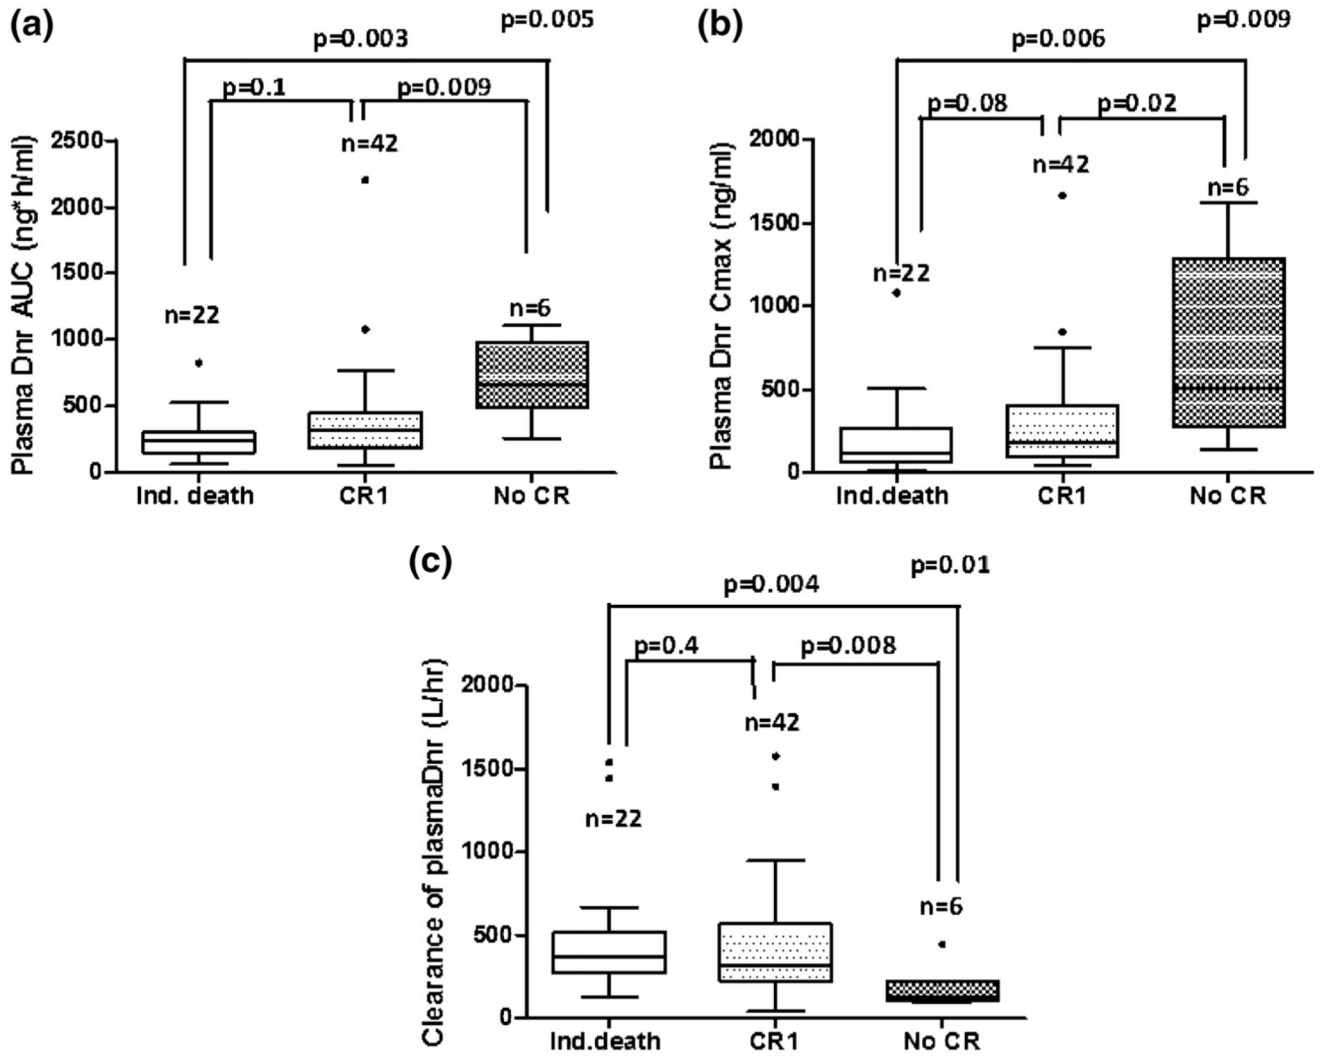 (a)
p=0.005
p=0.003
p=0.1
p=0.009
Plasma Dnr AUC (ng*h/ml)
2500
2000
1500
1000
500
0
n=22
n=42
n=6
Ind. death
CR1
No CR
(b)
p=0.009
p=0.006
p=0.08
p=0.02
Plasma Dnr Cmax (ng/ml)
2000
1500
1000
500
0
n=22
n=42
n=6
Ind.death
CR1
No CR
(c)
p=0.01
p=0.004
p=0.4
p=0.008
Clearance of plasmaDnr (L/hr)
2000
1500
1000
500
0
n=22
n=42
n=6
Ind.death
CR1
No CR